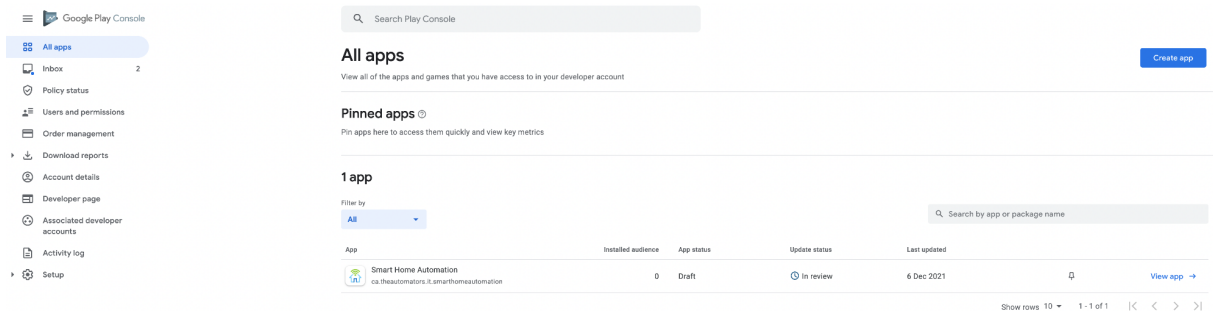 Google Play Console
All apps
Inbox 2
Policy status
Users and permissions
Order management
Download reports
Account details
Developer page
Associated developer
accounts
Activity log
Setup
Search Play Console
All apps
Create app
View all of the apps and games that you have access to in your developer account
Pinned apps
Pin apps here to access them quickly and view key metrics
1 app
Filter by
All
Search by app or package name
App Installed audience App status Update status Last updated
Smart Home Automation
ca.theautomators.it.smarthomeautomation
0 Draft In review 6 Dec 2021 View app
Show rows 10 1 - 1 of 1